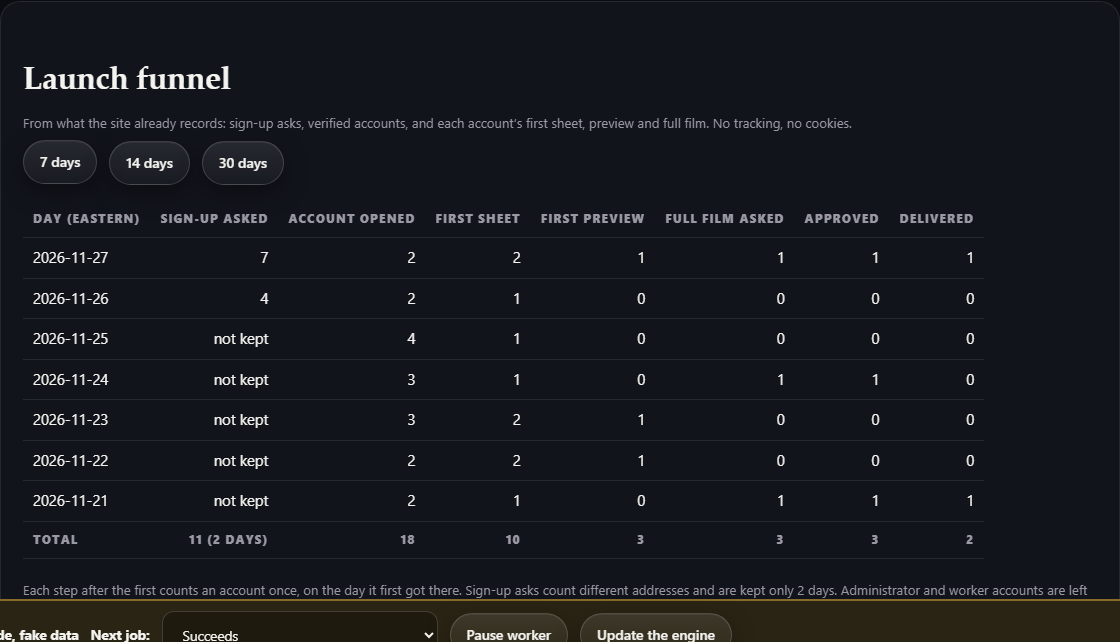 Launch funnel
From what the site already records: sign-up asks, verified accounts, and each account's first sheet, preview and full film. No tracking, no cookies.
7 days 14 days 30 days
DAY (EASTERN) SIGN-UP ASKED ACCOUNT OPENED FIRST SHEET FIRST PREVIEW FULL FILM ASKED APPROVED DELIVERED
2026-11-27 7 2 2 1 1 1 1
2026-11-26 4 2 1 0 0 0 0
2026-11-25 not kept 4 1 0 0 0 0
2026-11-24 not kept 3 1 0 1 1 0
2026-11-23 not kept 3 2 1 0 0 0
2026-11-22 not kept 2 2 1 0 0 0
2026-11-21 not kept 2 1 0 1 1 1
TOTAL 11 (2 DAYS) 18 10 3 3 3 2
Each step after the first counts an account once, on the day it first got there. Sign-up asks count different addresses and are kept only 2 days. Administrator and worker accounts are left
fake data Next job: Succeeds Pause worker Update the engine